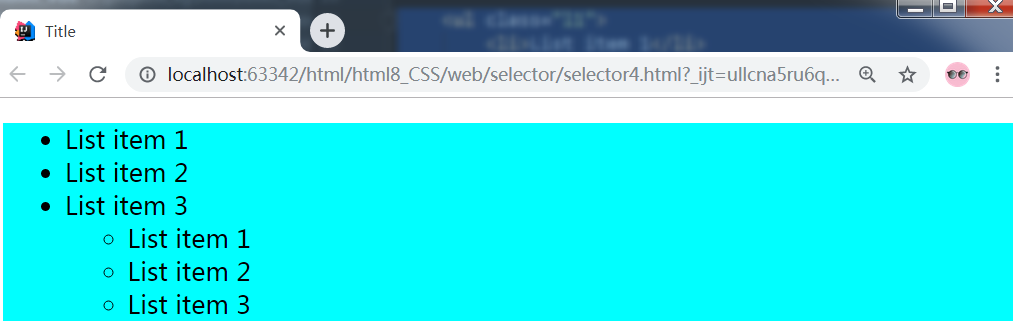 <ul class="l1">
<li>List item 1</li>
Title
localhost:63342/html/html8_CSS/web/selector/selector4.html?_ijt=ullcna5ru6q...
List item 1
List item 2
List item 3
List item 1
List item 2
List item 3